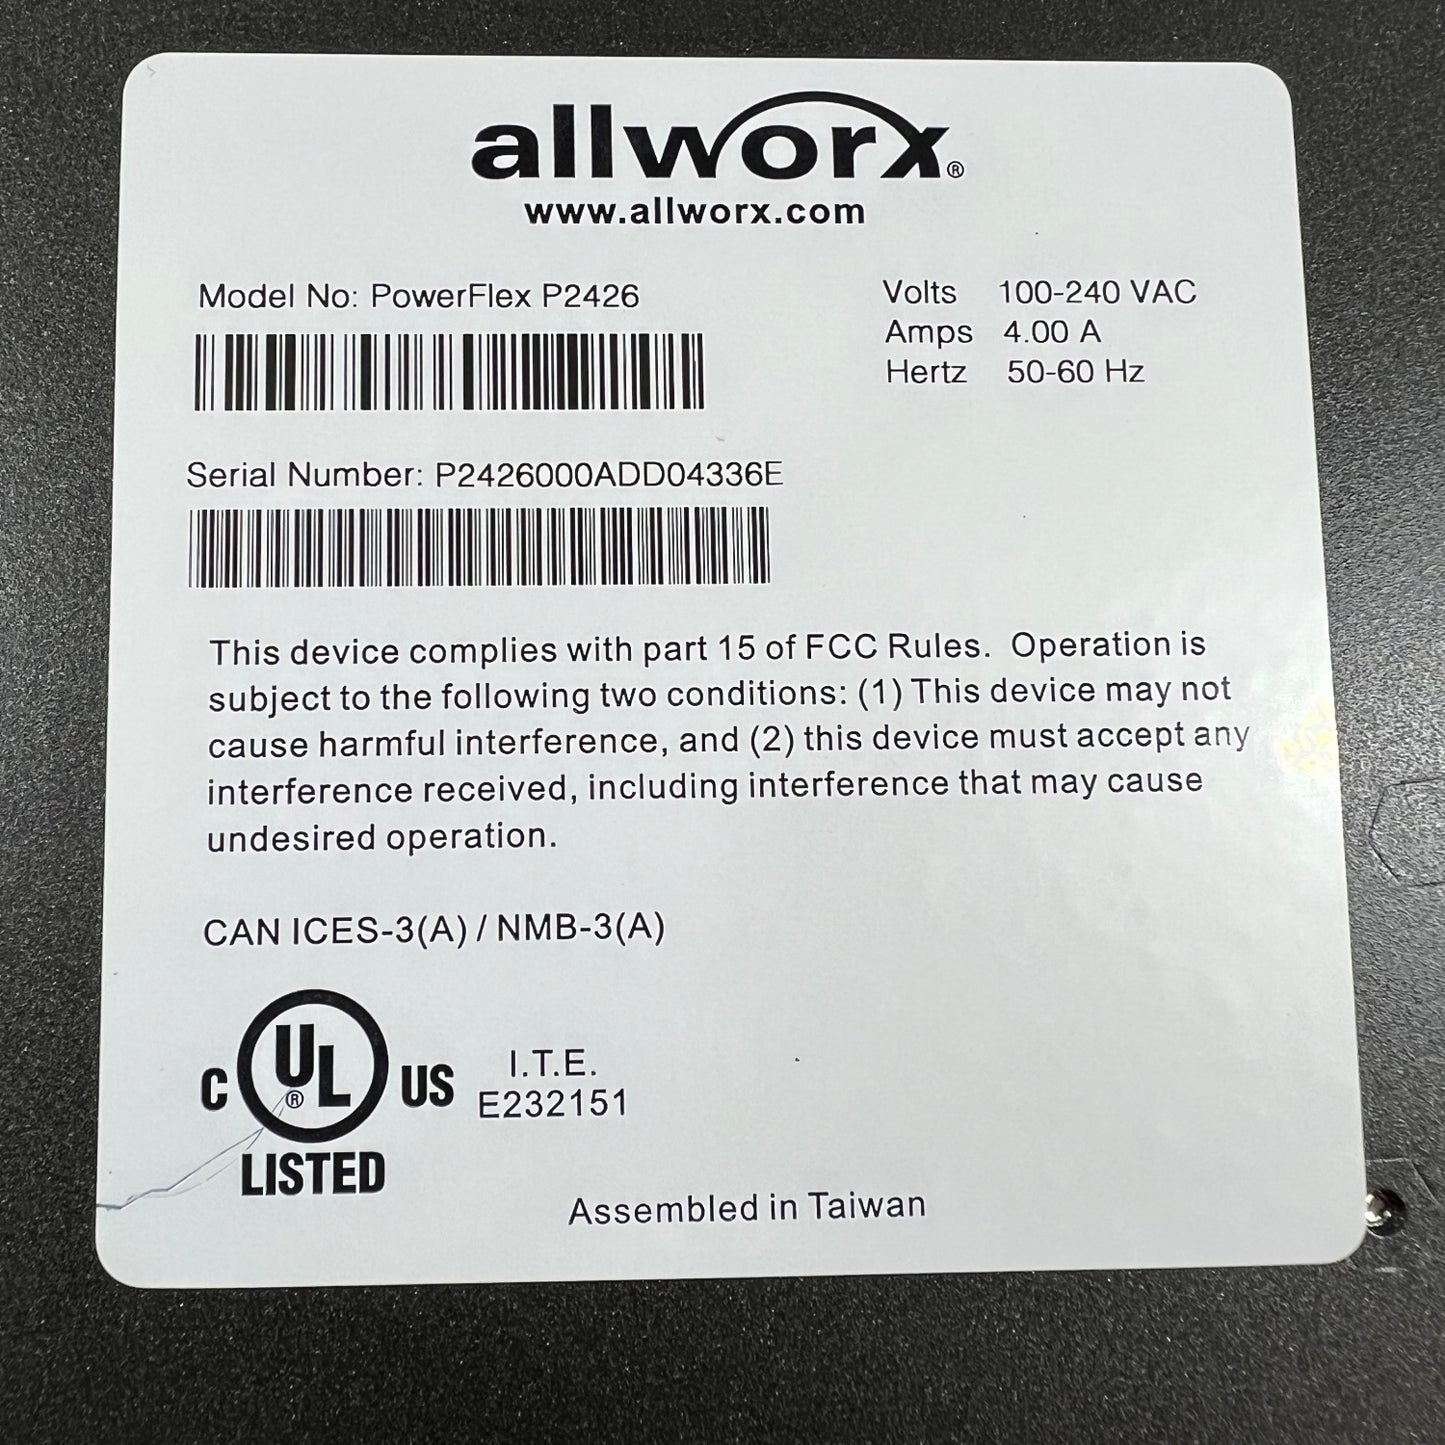 allworx®
www.allworx.com
Model No: PowerFlex P2426
Volts 100-240 VAC
Amps 4.00 A
Hertz 50-60 Hz
Serial Number: P2426000ADD04336E
This device complies with part 15 of FCC Rules. Operation is
subject to the following two conditions: (1) This device may not
cause harmful interference, and (2) this device must accept any
interference received, including interference that may cause
undesired operation.
CAN ICES-3(A) / NMB-3(A)
C UL® US
LISTED
I.T.E.
E232151
Assembled in Taiwan